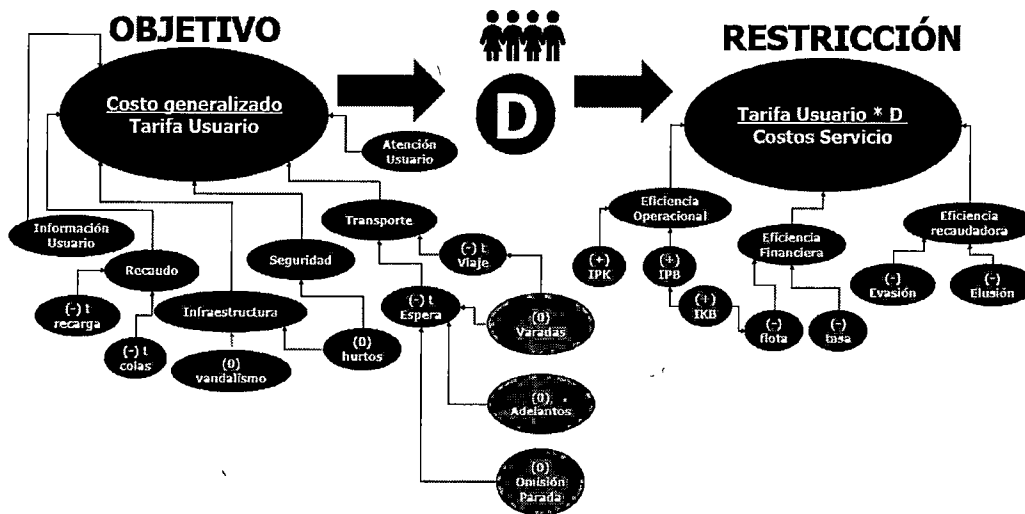 OBJETIVO
RESTRICCIÓN
Costo generalizado
Tarifa Usuario
D
Tarifa Usuario * D
Costos Servicio
Atención
Usuario
Información
Usuario
Recaudo
(-) t
recarga
(-) t
colas
Infraestructura
(0)
vandalismo
Seguridad
(0)
hurtos
Transporte
(-) t
Viaje
(-) t
Espera
(0)
Varadas
(0)
Adelantos
(0)
Omisión
Parada
Eficiencia
Operacional
(+)
IPK
(+)
IPB
(+)
IKB
Eficiencia
Financiera
(-)
flota
(-)
tasa
Eficiencia
recaudadora
(-)
Evasión
(-)
Elusión